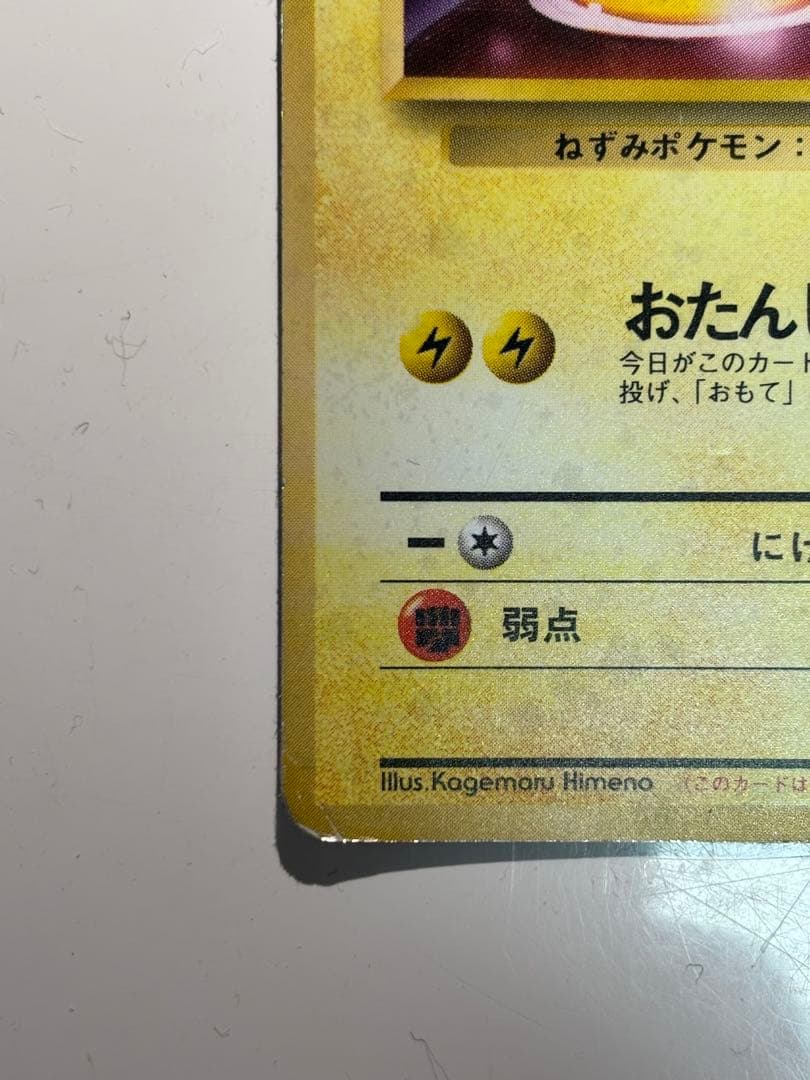 ねずみポケモン：
おたん
今日がこのカード
投げ、「おもて」
にげ
弱点
Illus.Kagemaru Himeno （このカードは